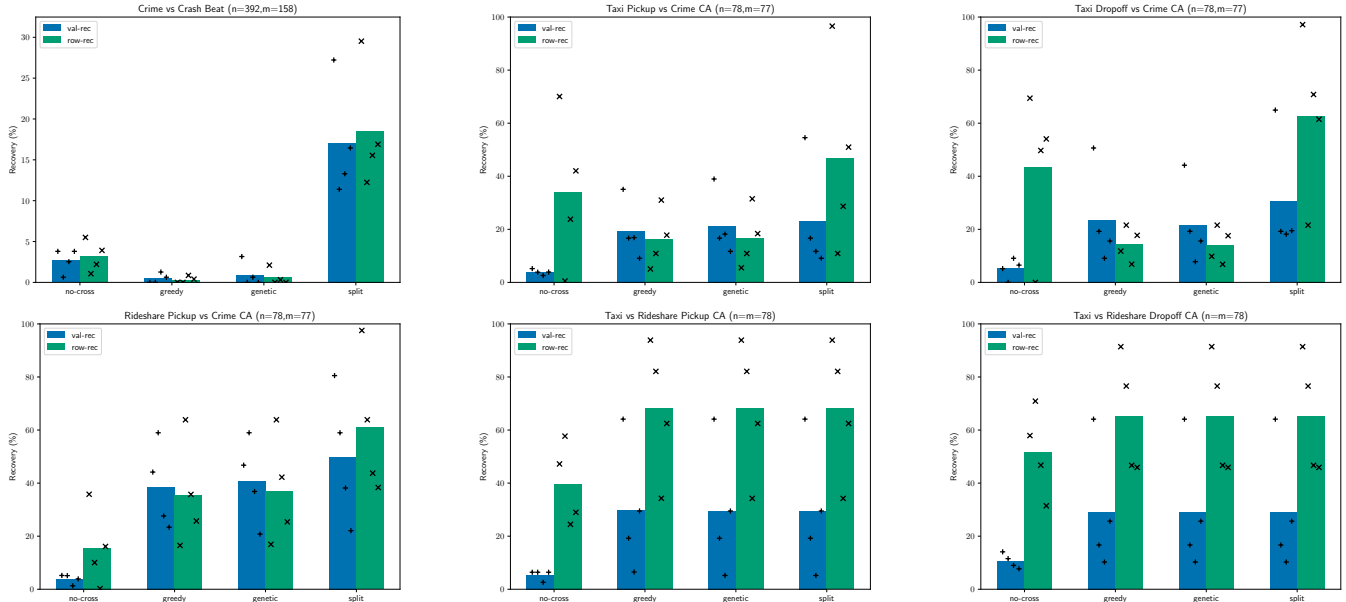 Crime vs Crash Beat (n=392,m=158)
val-rec
row-rec
Recovery (%)
30
25
20
15
10
5
0
no-cross greedy genetic split
Taxi Pickup vs Crime CA (n=78,m=77)
val-rec
row-rec
Recovery (%)
100
80
60
40
20
0
no-cross greedy genetic split
Taxi Dropoff vs Crime CA (n=78,m=77)
val-rec
row-rec
Recovery (%)
100
80
60
40
20
0
no-cross greedy genetic split
Rideshare Pickup vs Crime CA (n=78,m=77)
val-rec
row-rec
Recovery (%)
100
80
60
40
20
0
no-cross greedy genetic split
Taxi vs Rideshare Pickup CA (n=m=78)
val-rec
row-rec
Recovery (%)
100
80
60
40
20
0
no-cross greedy genetic split
Taxi vs Rideshare Dropoff CA (n=m=78)
val-rec
row-rec
Recovery (%)
100
80
60
40
20
0
no-cross greedy genetic split